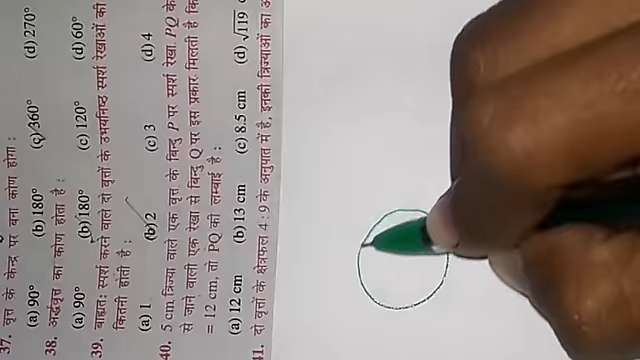 37. वृत्त के केन्द्र पर बना कोण होगा :
(a) 90° (b) 180° (c) 360° (d) 270°
38. अर्द्धवृत्त का कोण होता है :
(a) 90° (b) 180° (c) 120° (d) 60°
39. बाह्यतः स्पर्श करने वाले दो वृत्तों के उभयनिष्ठ स्पर्श रेखाओं की
कितनी होती है :
(a) 1 (b) 2 (c) 3 (d) 4
40. 5 cm त्रिज्या वाले एक वृत्त के बिन्दु P पर स्पर्श रेखा PQ के
से जाने वाली एक रेखा से बिन्दु Q पर इस प्रकार मिलती है कि
= 12 cm, तो PQ की लम्बाई है :
(a) 12 cm (b) 13 cm (c) 8.5 cm (d) √119
41. दो वृत्तों के क्षेत्रफल 4 : 9 के अनुपात में है, इनकी त्रिज्याओं का